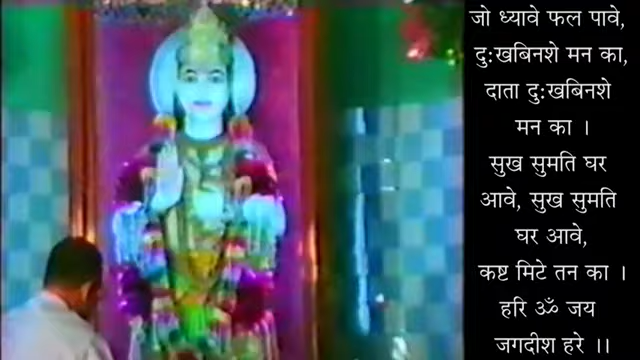 जो ध्यावे फल पावे,
दु:खबिनशे मन का,
दाता दु:खबिनशे
मन का ।
सुख सुमति घर
आवे, सुख सुमति
घर आवे,
कष्ट मिटे तन का ।
हरि ॐ जय
जगदीश हरे ।।